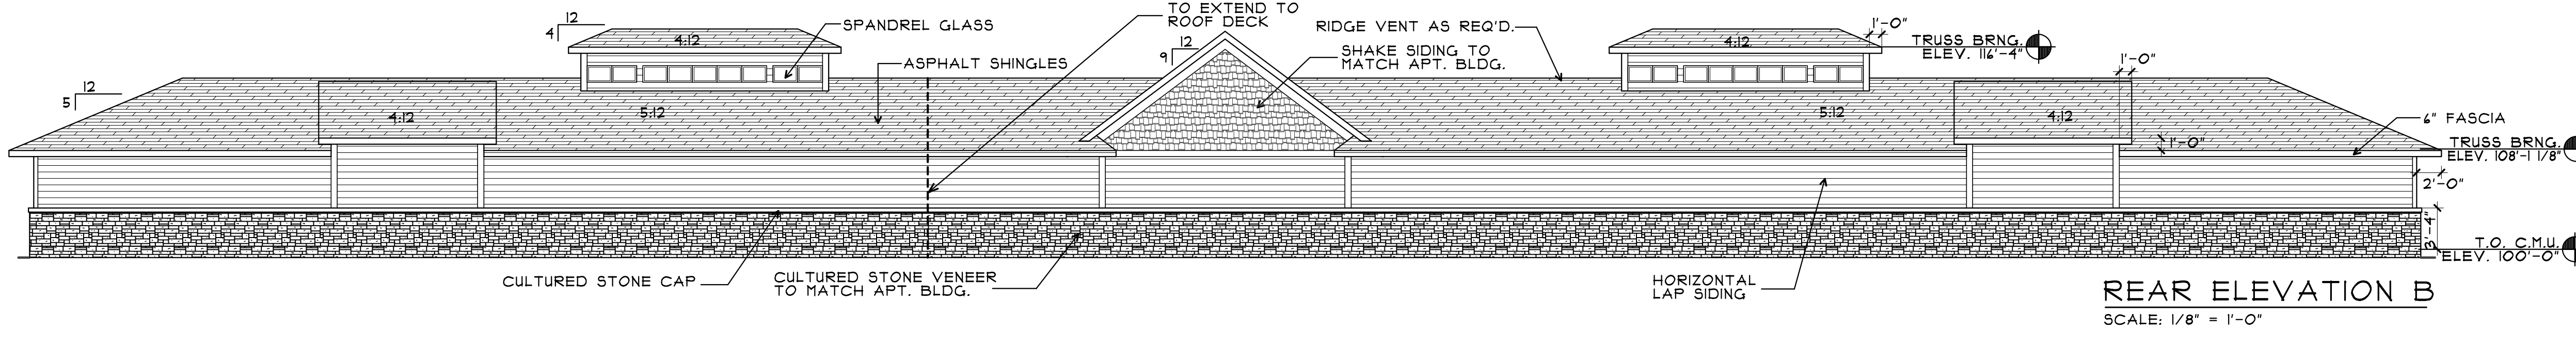 12
4
4:12
SPANDREL GLASS
TO EXTEND TO
ROOF DECK
12
9
RIDGE VENT AS REQ'D.
SHAKE SIDING TO
MATCH APT. BLDG.
4:12
1'-0"
TRUSS BRNG.
ELEV. 116'-4"
1'-0"
ASPHALT SHINGLES
12
5
4:12
5:12
5:12
4:12
6" FASCIA
1'-0"
TRUSS BRNG.
ELEV. 108'-1 1/8"
2'-0"
3'-4"
T.O. C.M.U.
ELEV. 100'-0"
CULTURED STONE CAP
CULTURED STONE VENEER
TO MATCH APT. BLDG.
HORIZONTAL
LAP SIDING
REAR ELEVATION B
SCALE: 1/8" = 1'-0"